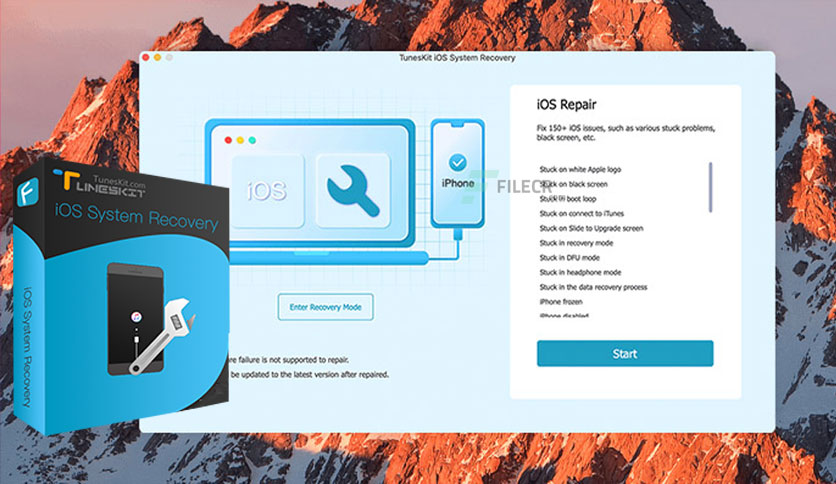 TunesKit iOS System Recovery
iOS Repair
Fix 150+ iOS issues, such as various stuck problems,
black screen, etc.
Stuck on white Apple logo
Stuck on black screen
Stuck on boot loop
Stuck on connect to iTunes
Stuck on Slide to Upgrade screen
Stuck in recovery mode
Stuck in DFU mode
Stuck in headphone mode
Stuck in the data recovery process
iPhone frozen
iPhone disabled
Start
iOS
iPhone
FILECR
Enter Recovery Mode
re failure is not supported to repair.
be updated to the latest version after repaired.
TunesKit.com
TUNESKIT
iOS System Recovery
iOS System Recovery